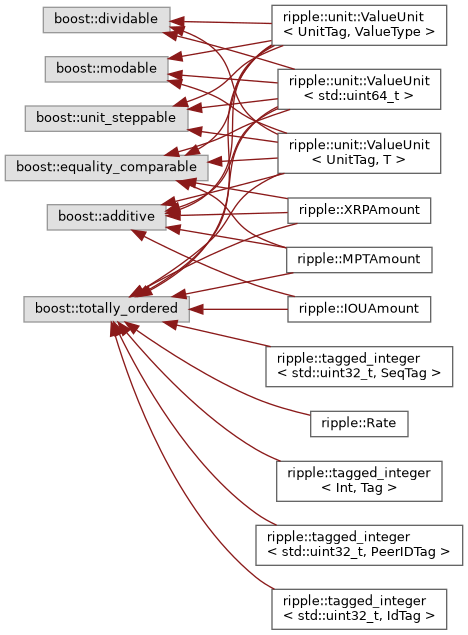 boost::dividable
boost::modable
boost::unit_steppable
boost::equality_comparable
boost::additive
boost::totally_ordered
ripple::unit::ValueUnit
< UnitTag, ValueType >
ripple::unit::ValueUnit
< std::uint64_t >
ripple::unit::ValueUnit
< UnitTag, T >
ripple::XRPAmount
ripple::MPTAmount
ripple::IOUAmount
ripple::tagged_integer
< std::uint32_t, SeqTag >
ripple::Rate
ripple::tagged_integer
< Int, Tag >
ripple::tagged_integer
< std::uint32_t, PeerIDTag >
ripple::tagged_integer
< std::uint32_t, IdTag >